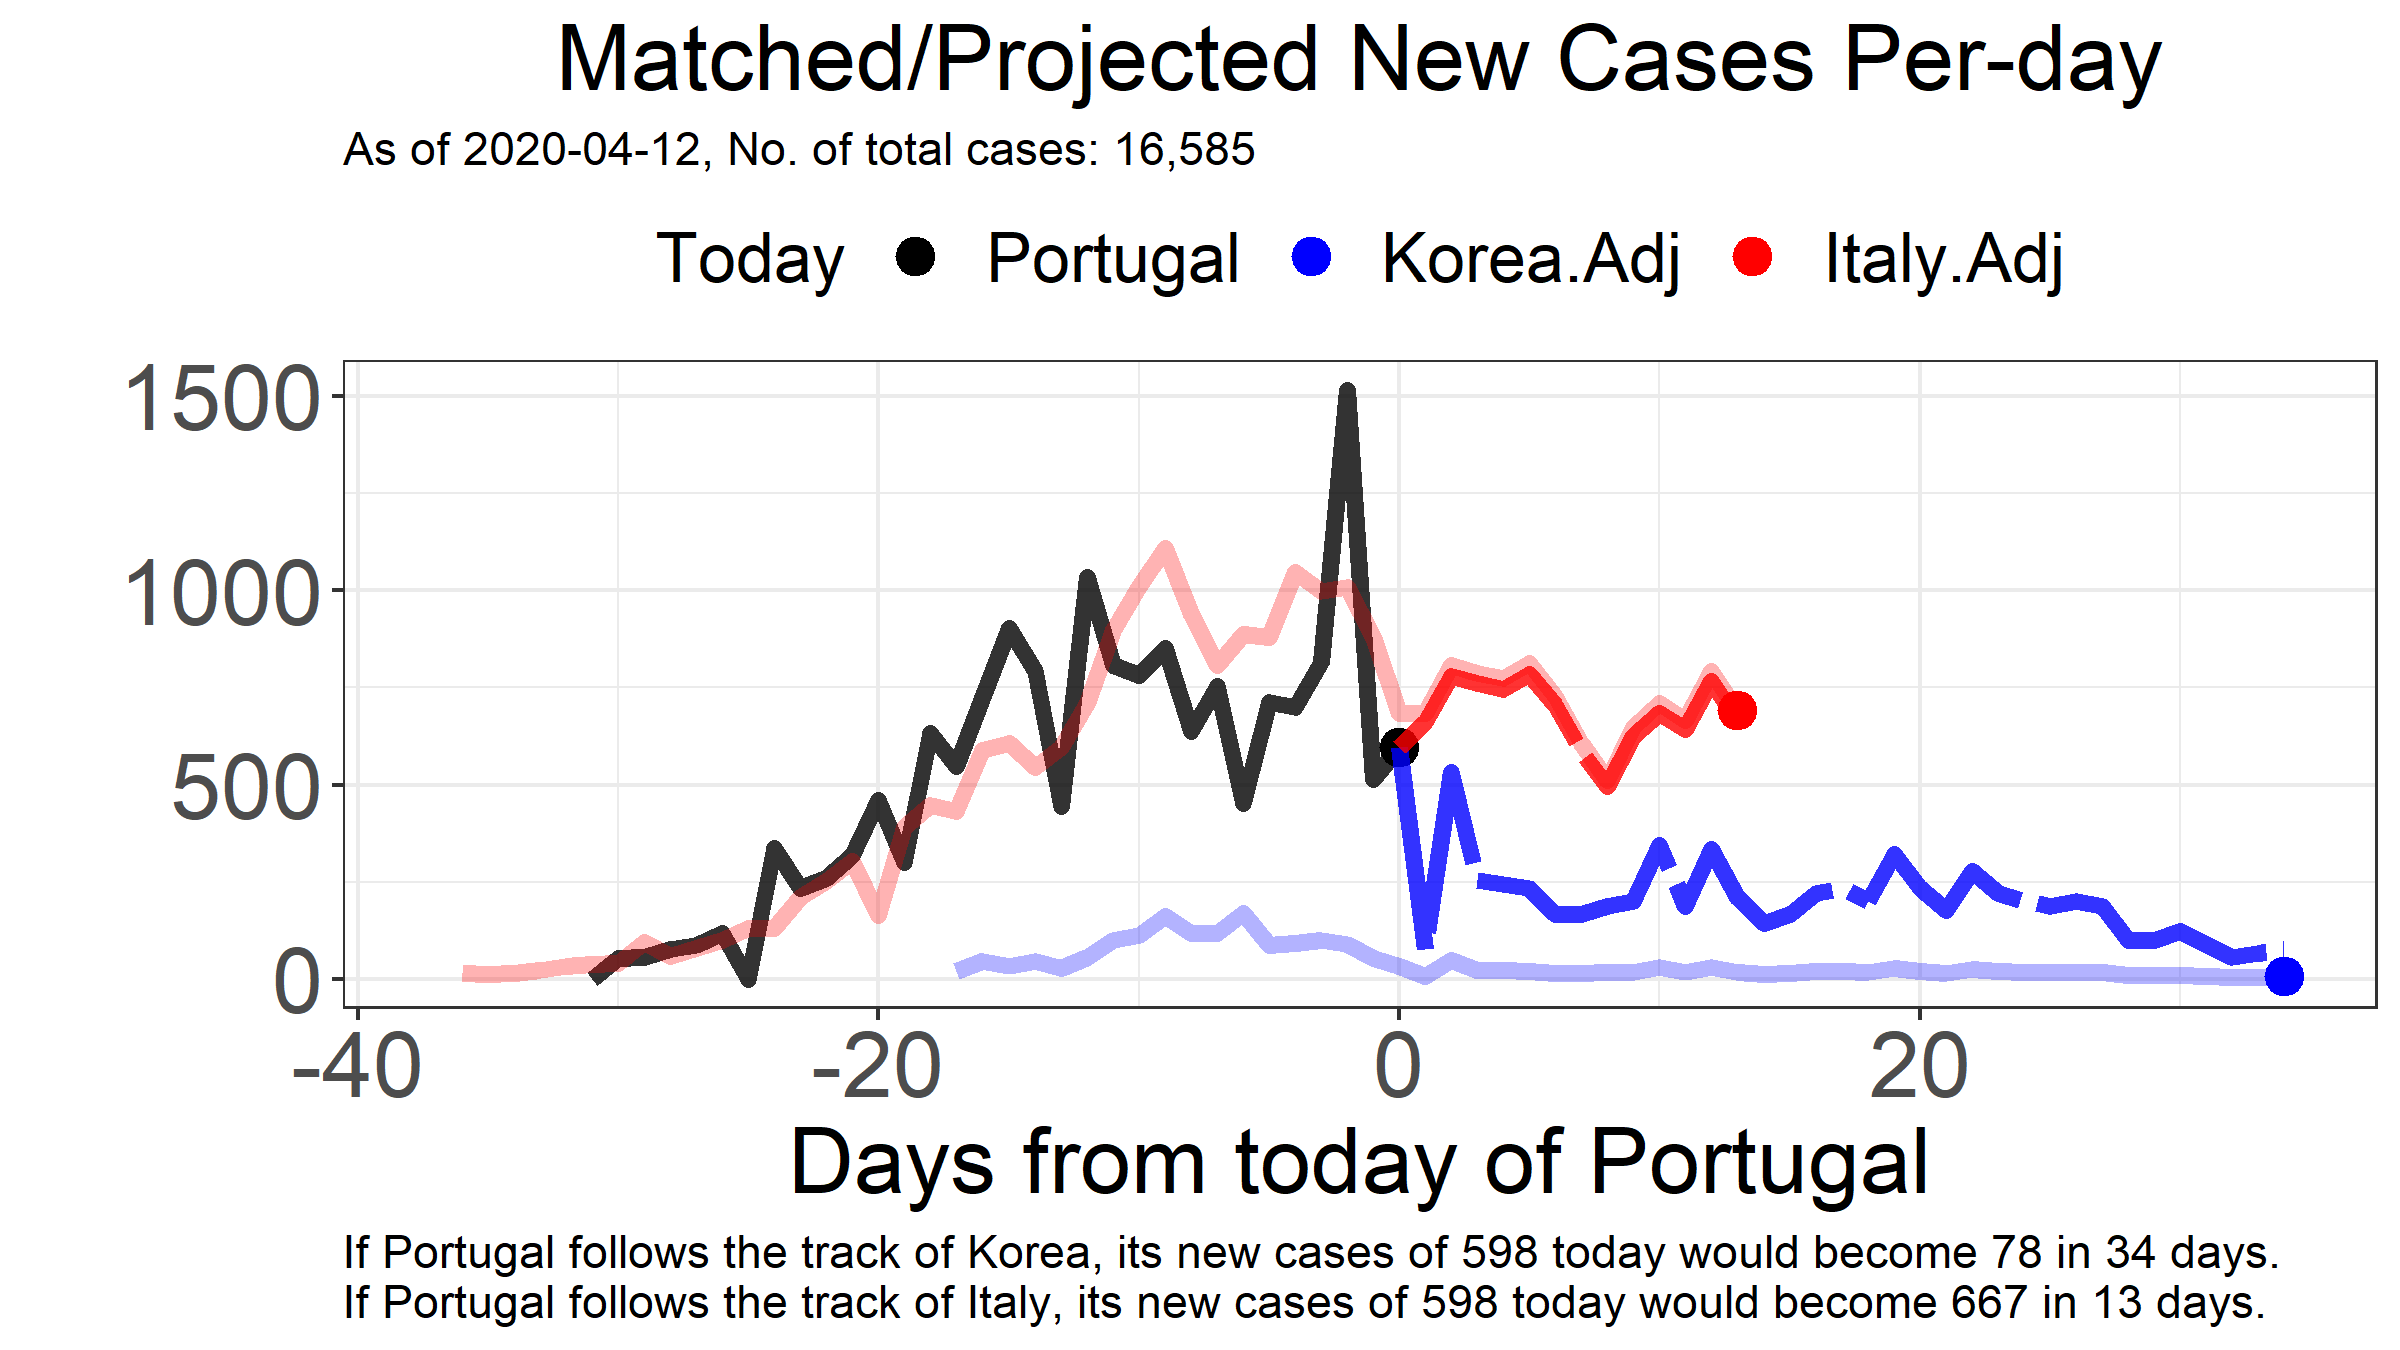 Matched/Projected New Cases Per-day
As of 2020-04-12, No. of total cases: 16,585
Today Portugal Korea.Adj Italy.Adj
1500
1000
500
0
-40 -20 0 20
Days from today of Portugal
If Portugal follows the track of Korea, its new cases of 598 today would become 78 in 34 days.
If Portugal follows the track of Italy, its new cases of 598 today would become 667 in 13 days.